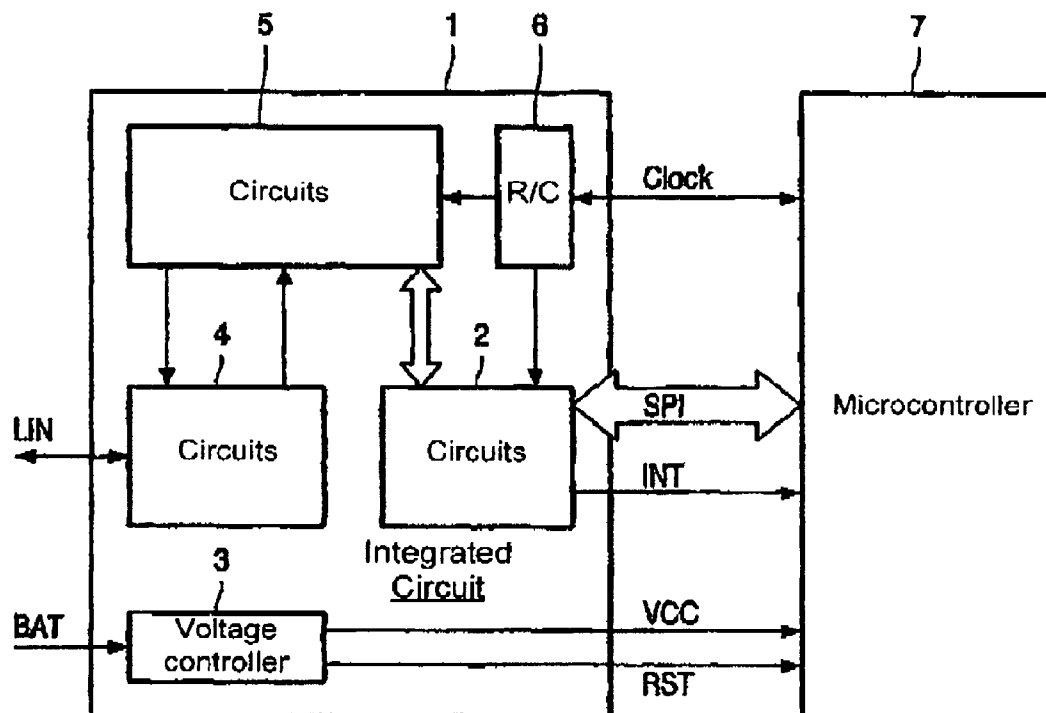 5
1
6
7
Circuits
R/C
Clock
4
2
LIN
Circuits
Circuits
SPI
Microcontroller
INT
Integrated
Circuit
3
BAT
Voltage
controller
VCC
RST